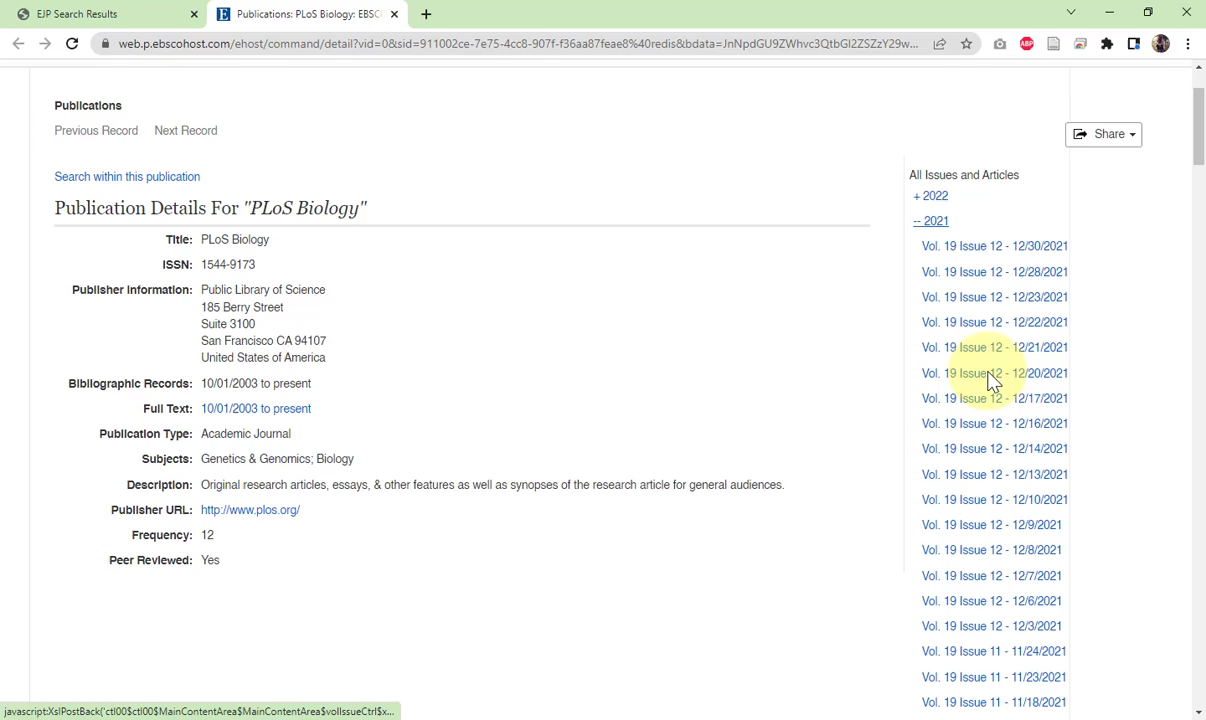 EJP Search Results
Publications: PLoS Biology: EBSC
web.p.ebscohost.com/ehost/command/detail?vid=0&sid=911002ce-7e75-4cc8-907f-f36aa87feae8%40redis&bdata=JnNpdGU9ZWhvc3QtbGl2ZSZzY29w...
ABP
Publications
Previous Record Next Record
Share
Search within this publication
All Issues and Articles
+ 2022
Publication Details For "PLoS Biology"
-- 2021
Title: PLoS Biology
Vol. 19 Issue 12 - 12/30/2021
ISSN: 1544-9173
Vol. 19 Issue 12 - 12/28/2021
Publisher Information: Public Library of Science
Vol. 19 Issue 12 - 12/23/2021
185 Berry Street
Suite 3100
Vol. 19 Issue 12 - 12/22/2021
San Francisco CA 94107
Vol. 19 Issue 12 - 12/21/2021
United States of America
Vol. 19 Issue 12 - 12/20/2021
Bibliographic Records: 10/01/2003 to present
Vol. 19 Issue 12 - 12/17/2021
Full Text: 10/01/2003 to present
Vol. 19 Issue 12 - 12/16/2021
Publication Type: Academic Journal
Vol. 19 Issue 12 - 12/14/2021
Subjects: Genetics & Genomics; Biology
Vol. 19 Issue 12 - 12/13/2021
Description: Original research articles, essays, & other features as well as synopses of the research article for general audiences.
Vol. 19 Issue 12 - 12/10/2021
Publisher URL: http://www.plos.org/
Vol. 19 Issue 12 - 12/9/2021
Frequency: 12
Vol. 19 Issue 12 - 12/8/2021
Peer Reviewed: Yes
Vol. 19 Issue 12 - 12/7/2021
Vol. 19 Issue 12 - 12/6/2021
Vol. 19 Issue 12 - 12/3/2021
Vol. 19 Issue 11 - 11/24/2021
Vol. 19 Issue 11 - 11/23/2021
Vol. 19 Issue 11 - 11/18/2021
javascript:XslPostBack('ctl00$ctl00$MainContentArea$MainContentArea$volIssueCtrl$x...